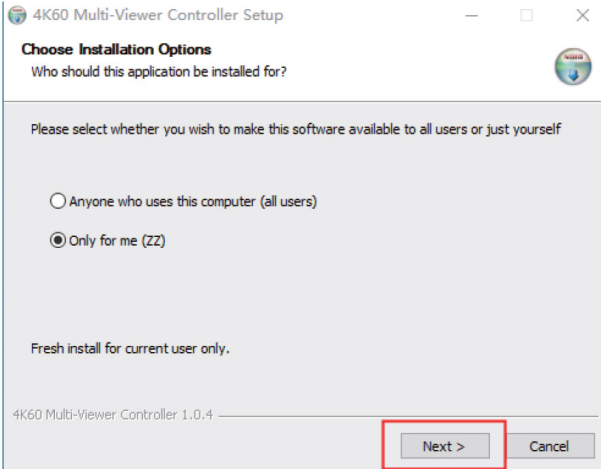 4K60 Multi-Viewer Controller Setup
Choose Installation Options
Who should this application be installed for?
Please select whether you wish to make this software available to all users or just yourself
Anyone who uses this computer (all users)
Only for me (ZZ)
Fresh install for current user only.
4K60 Multi-Viewer Controller 1.0.4
Next >
Cancel